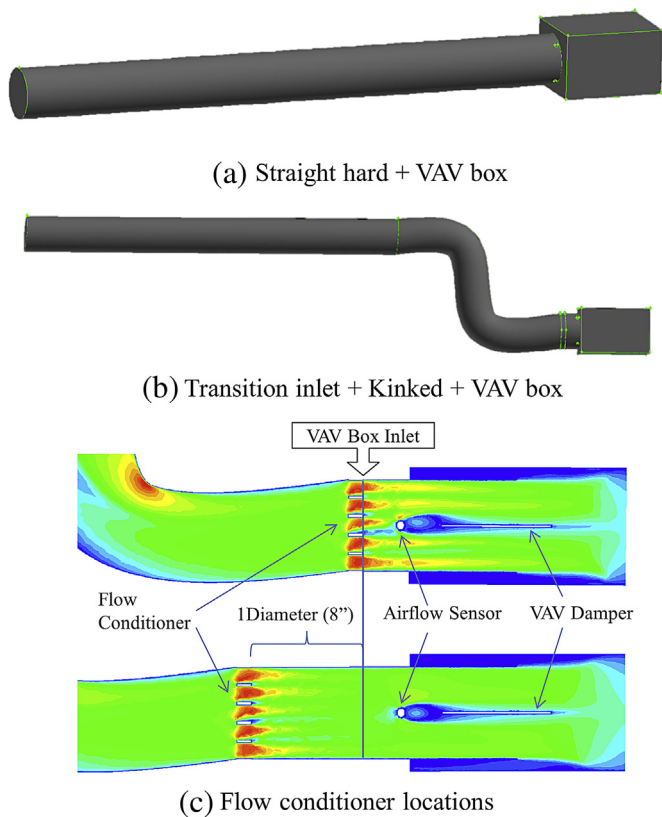 (a) Straight hard + VAV box
(b) Transition inlet + Kinked + VAV box
VAV Box Inlet
Flow
Conditioner
1Diameter (8”)
Airflow Sensor
VAV Damper
(c) Flow conditioner locations